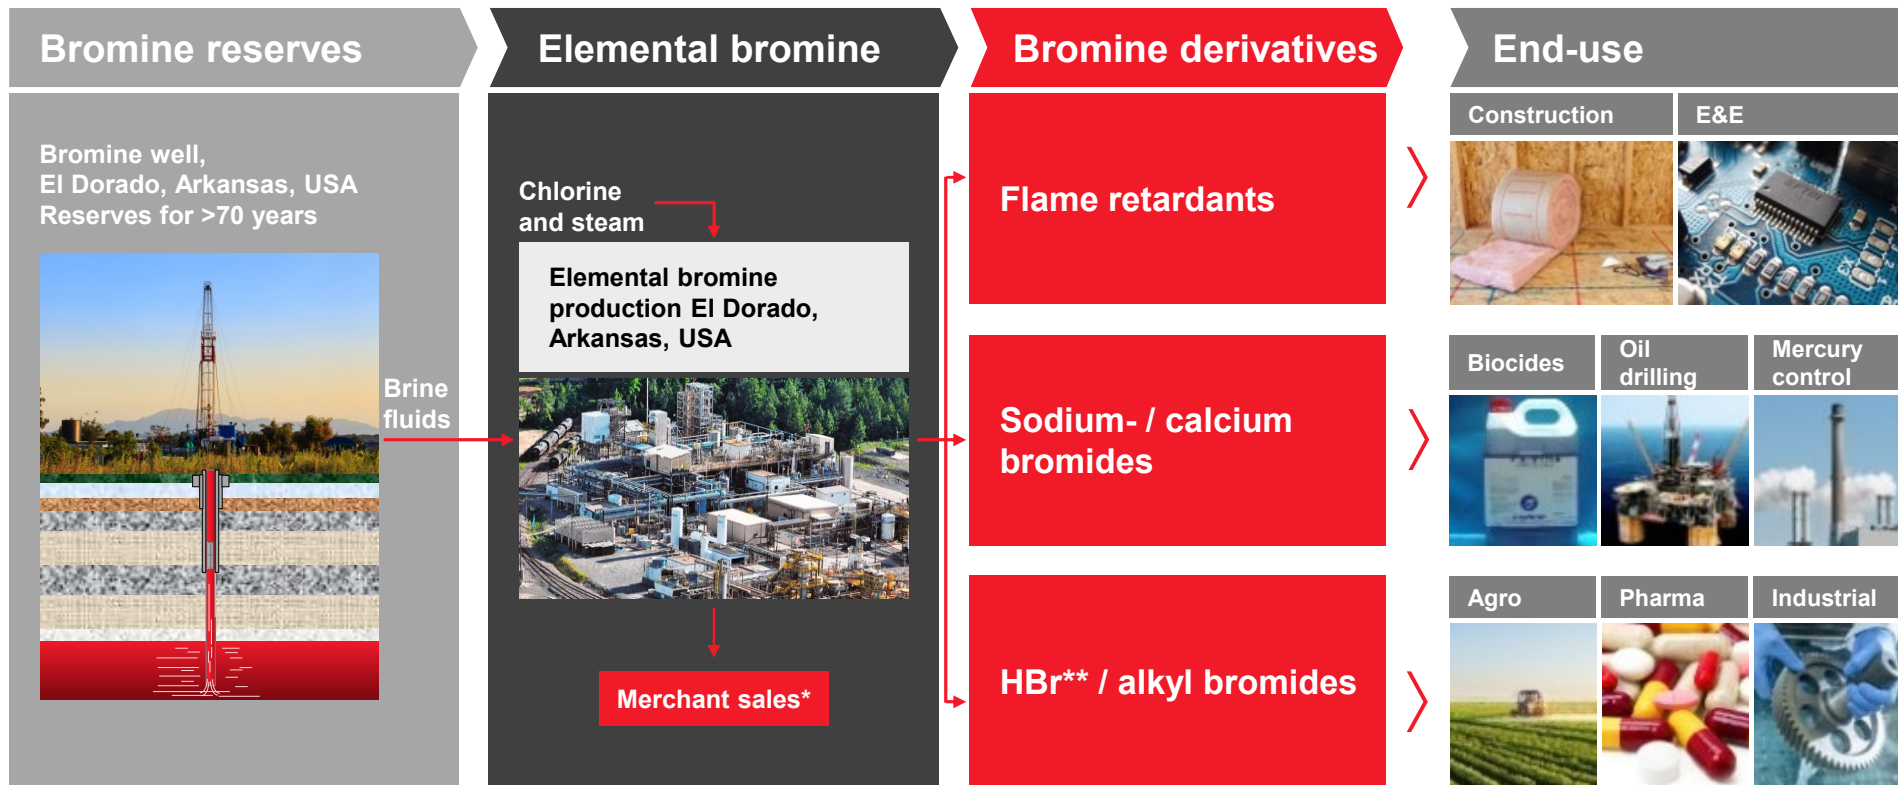 Bromine reserves
Elemental bromine
Bromine derivatives
End-use
Bromine well,
El Dorado, Arkansas, USA
Reserves for >70 years
Brine
fluids
Chlorine
and steam
Elemental bromine
production El Dorado,
Arkansas, USA
Merchant sales*
Flame retardants
Sodium- / calcium
bromides
HBr** / alkyl bromides
Construction
E&E
Biocides
Oil
drilling
Mercury
control
Agro
Pharma
Industrial